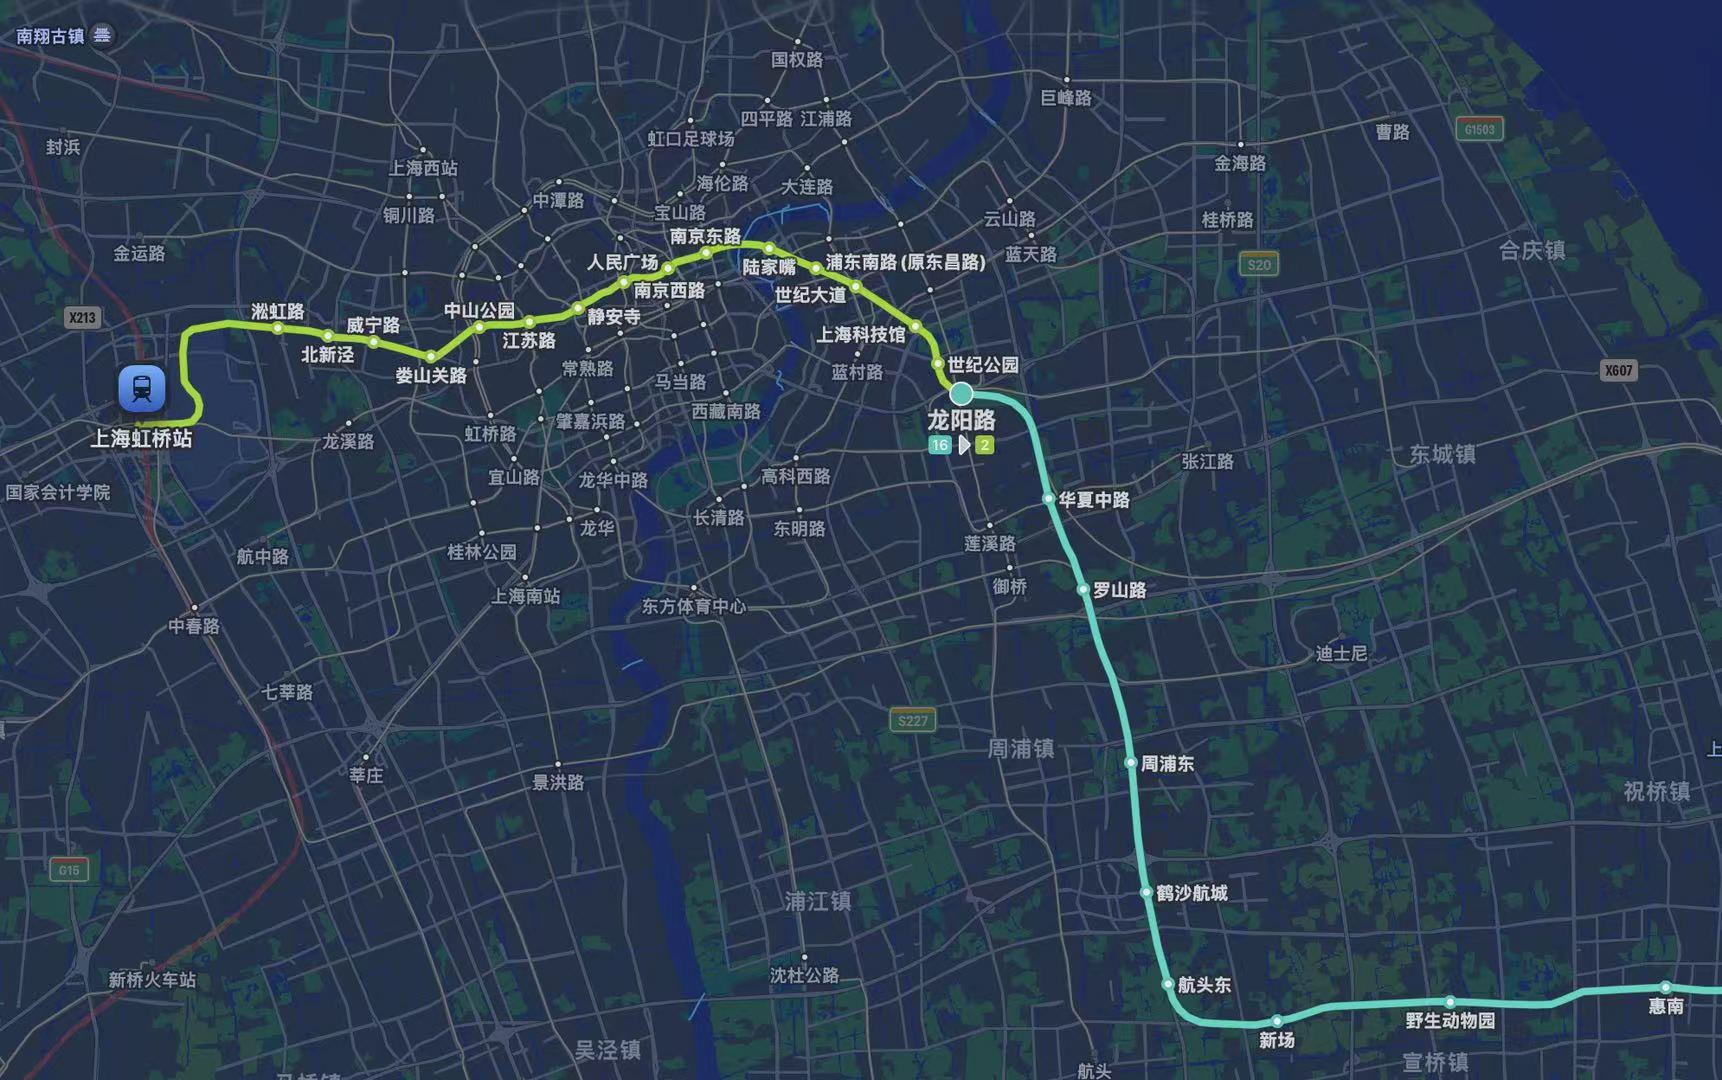 南翔古镇
国权路
巨峰路
四平路
江浦路
曹路
G1503
虹口足球场
封浜
上海西站
金海路
海伦路
大连路
中潭路
铜川路
宝山路
云山路
桂桥路
南京东路
金运路
蓝天路
合庆镇
人民广场
陆家嘴
浦东南路 (原东昌路)
S20
南京西路
世纪大道
X213
淞虹路
中山公园
静安寺
威宁路
上海科技馆
北新泾
江苏路
娄山关路
常熟路
马当路
蓝村路
世纪公园
X607
西藏南路
肇嘉浜路
龙阳路
上海虹桥站
龙溪路
虹桥路
16
2
东城镇
张江路
宜山路
龙华中路
高科西路
国家会计学院
华夏中路
长清路
龙华
东明路
莲溪路
航中路
桂林公园
御桥
罗山路
上海南站
东方体育中心
中春路
迪士尼
七莘路
S227
周浦镇
上
周浦东
莘庄
景洪路
祝桥镇
G15
鹤沙航城
浦江镇
新桥火车站
沈杜公路
航头东
惠南
野生动物园
新场
吴泾镇
宣桥镇
航头
马桥镇